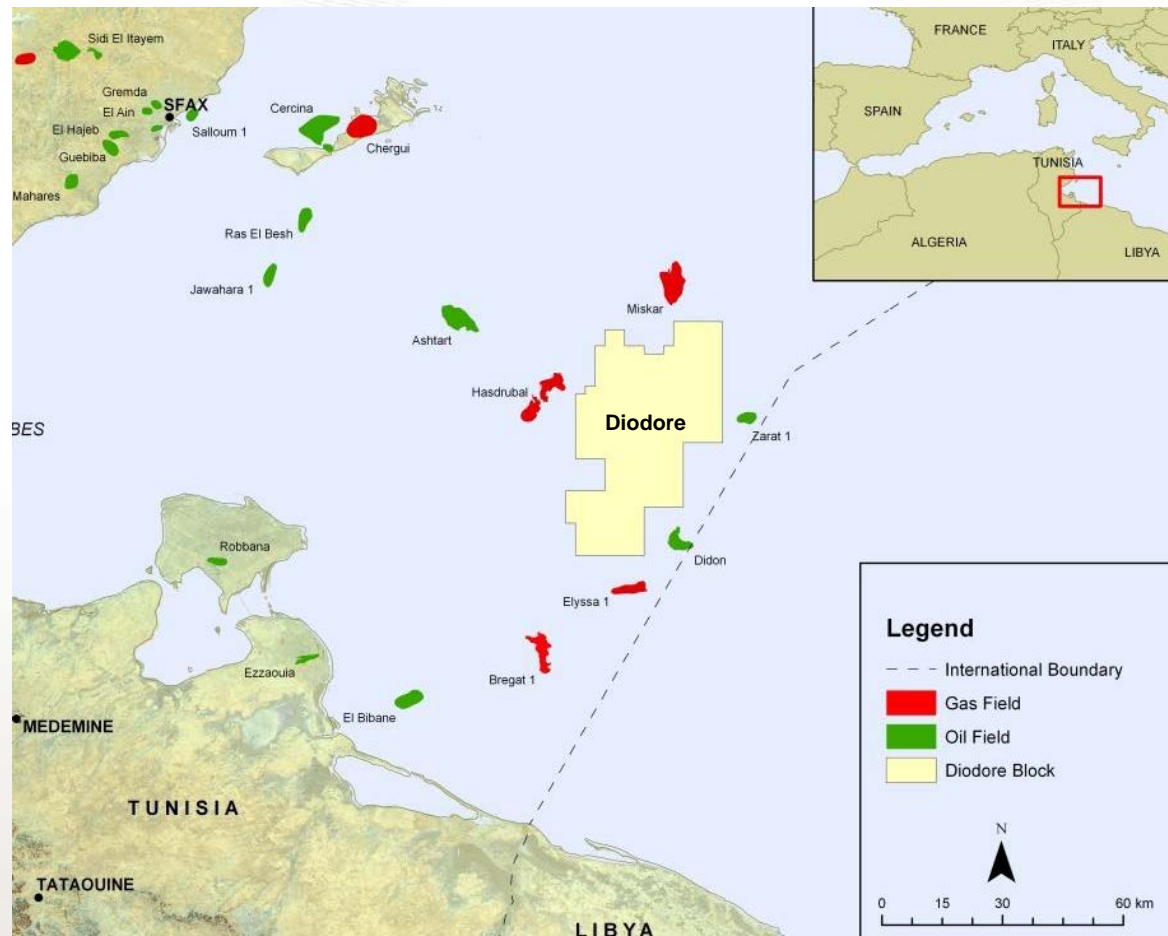 Sidi El Itayem
Gremda
El Ain
SFAX
El Hajeb
Salloum 1
Guebiba
Mahares
Cercina
Chergui
Ras El Besh
Jawahara 1
Ashtart
Miskar
Hasdrubal
Diodore
Zarat 1
BES
Robbana
Didon
Elyssa 1
Ezzaouia
Bregat 1
El Bibane
MEDEMINE
TUNISIA
TATAOUINE
LIBYA
FRANCE
ITALY
SPAIN
TUNISIA
ALGERIA
LIBYA
Legend
International Boundary
Gas Field
Oil Field
Diodore Block
N
0 15 30 60 km